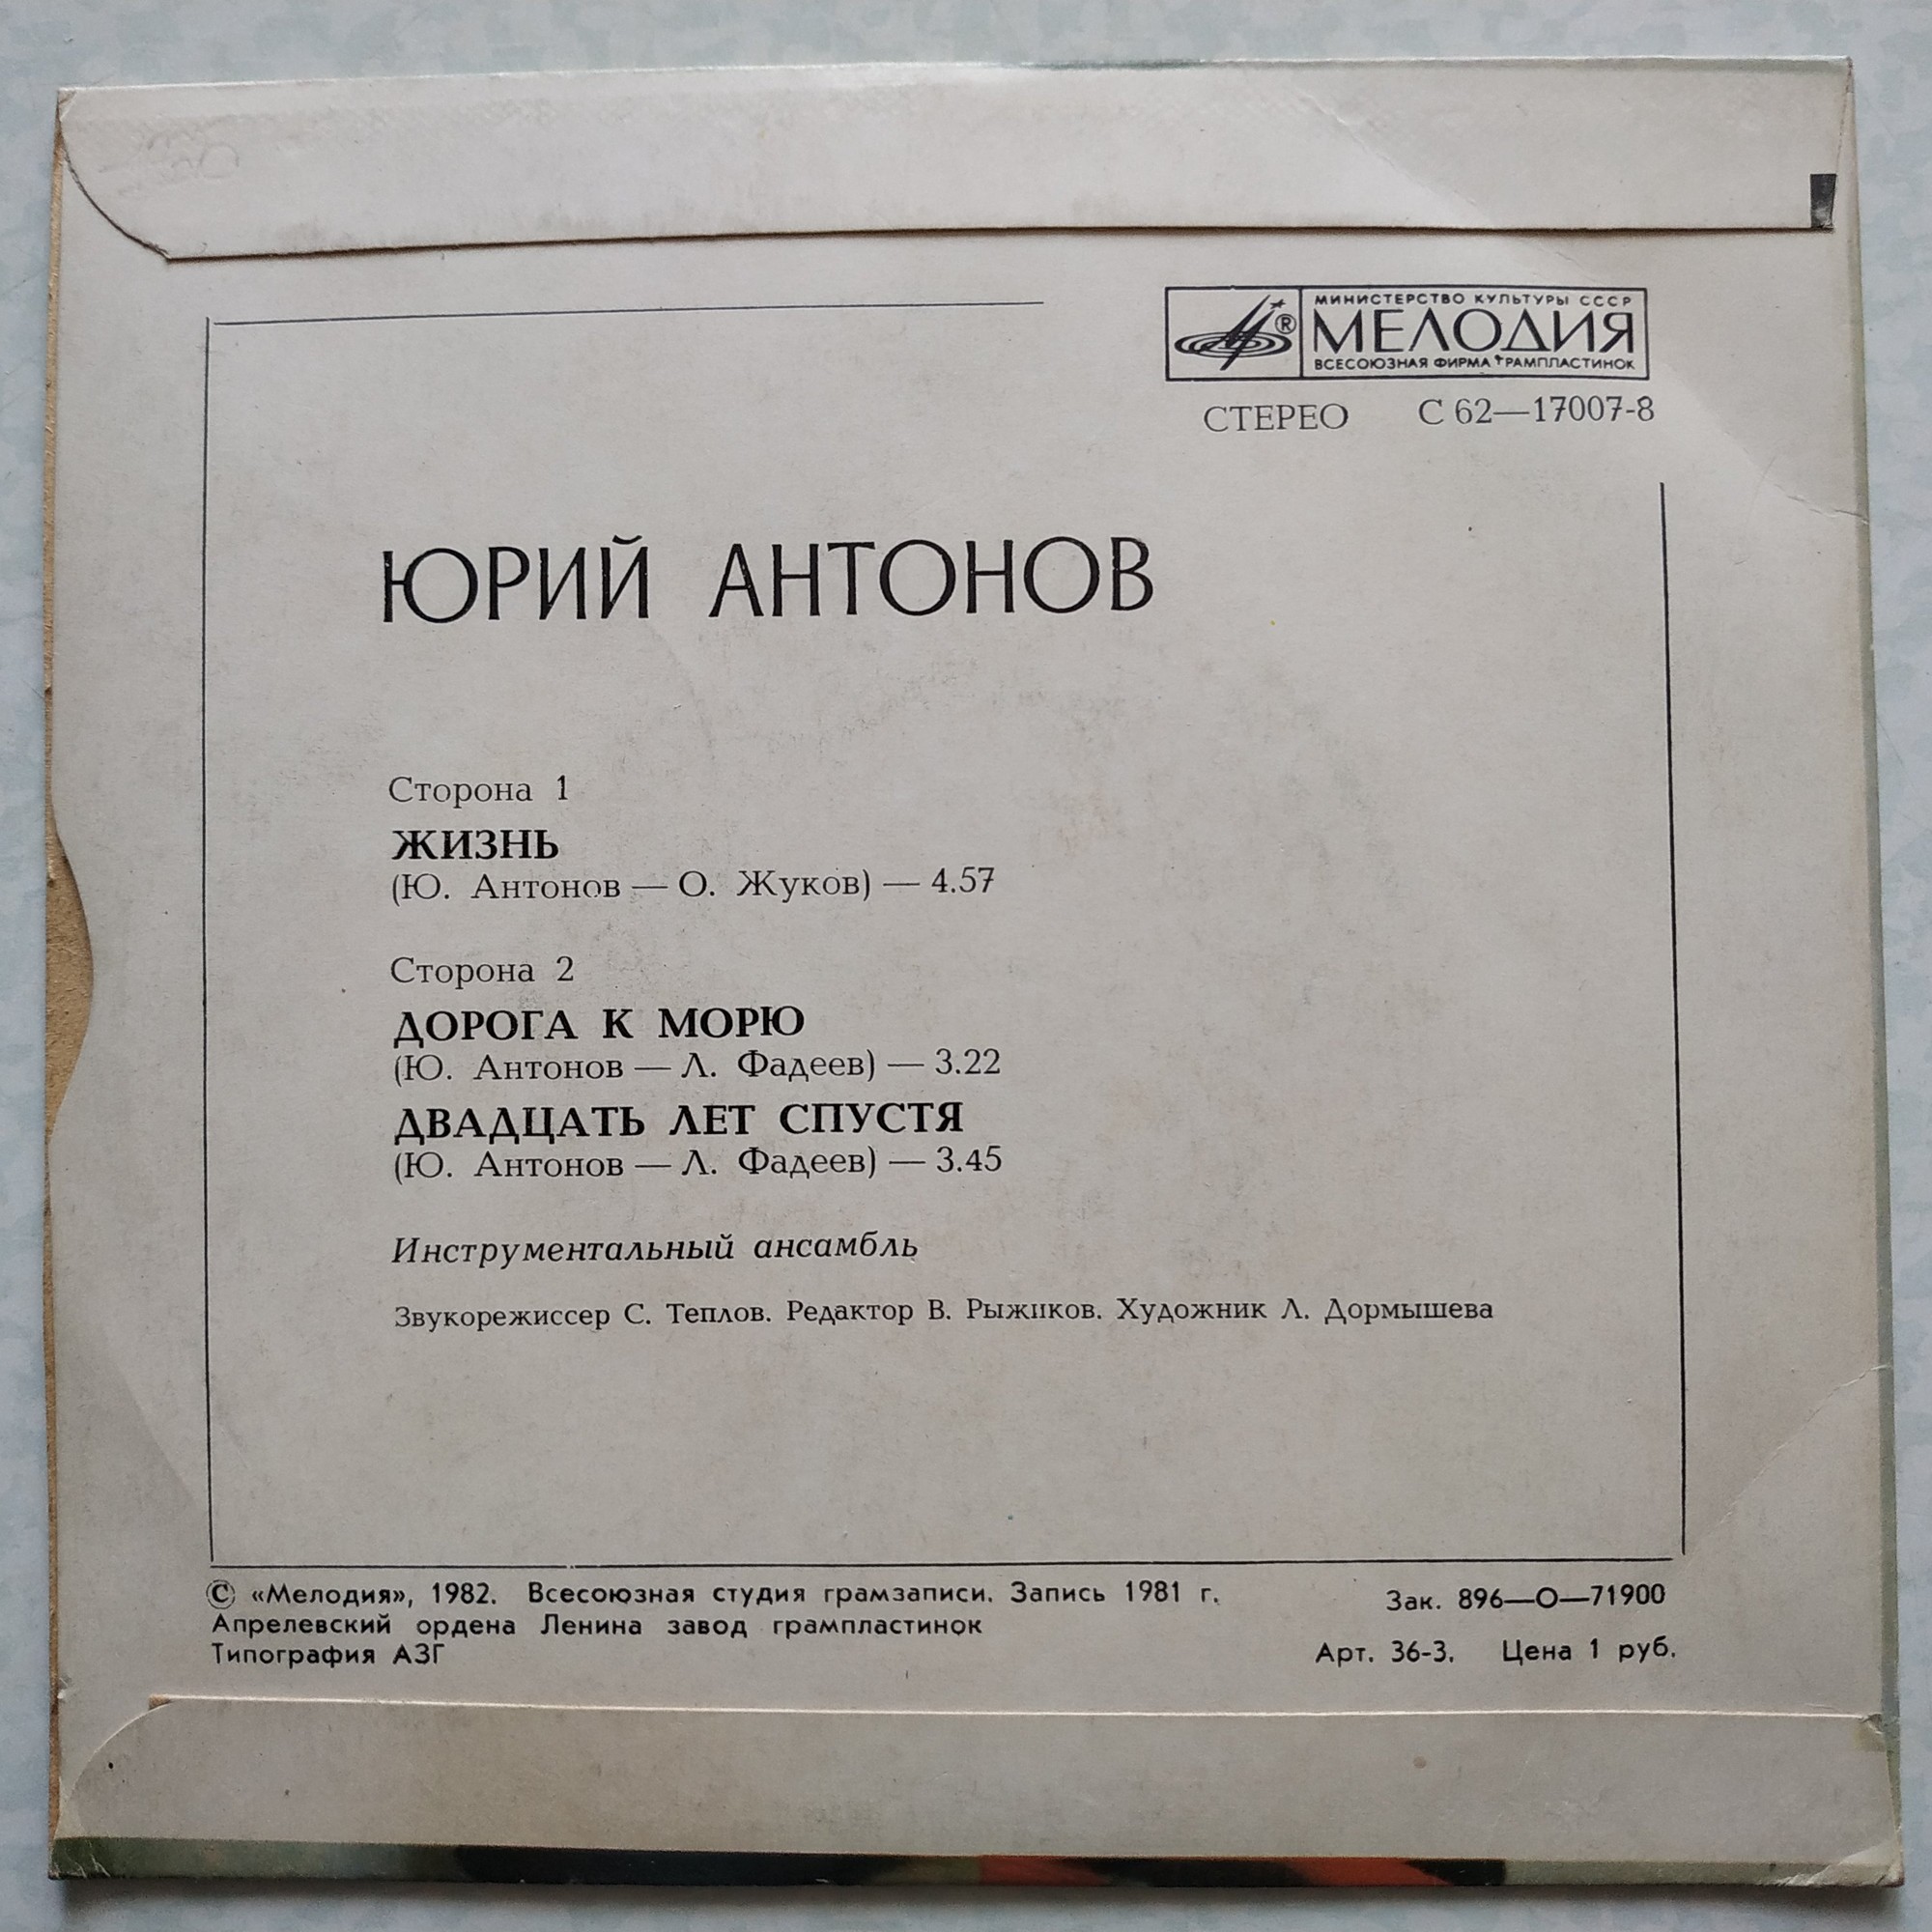 МИНИСТЕРСТВО КУЛЬТУРЫ СССР
МЕЛОДИЯ
ВСЕСОЮЗНАЯ ФИРМА ГРАМПЛАСТИНОК
®
СТЕРЕО С 62—17007-8
ЮРИЙ АНТОНОВ
Сторона 1
ЖИЗНЬ
(Ю. Антонов — О. Жуков) — 4.57
Сторона 2
ДОРОГА К МОРЮ
(Ю. Антонов — Л. Фадеев) — 3.22
ДВАДЦАТЬ ЛЕТ СПУСТЯ
(Ю. Антонов — Л. Фадеев) — 3.45
Инструментальный ансамбль
Звукорежиссер С. Теплов. Редактор В. Рыжиков. Художник Л. Дормышева
© «Мелодия», 1982. Всесоюзная студия грамзаписи. Запись 1981 г. Зак. 896—О—71900
Апрелевский ордена Ленина завод грампластинок
Типография АЗГ Арт. 36-3. Цена 1 руб.